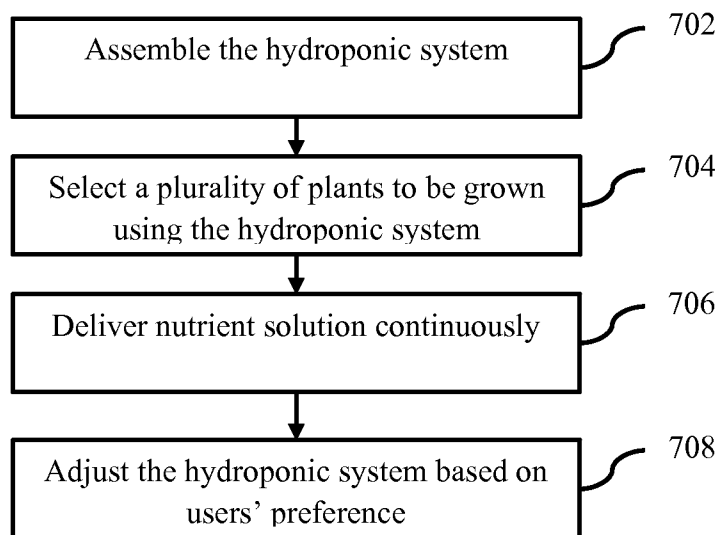 Assemble the hydroponic system
702
Select a plurality of plants to be grown
using the hydroponic system
704
Deliver nutrient solution continuously
706
Adjust the hydroponic system based on
users’ preference
708